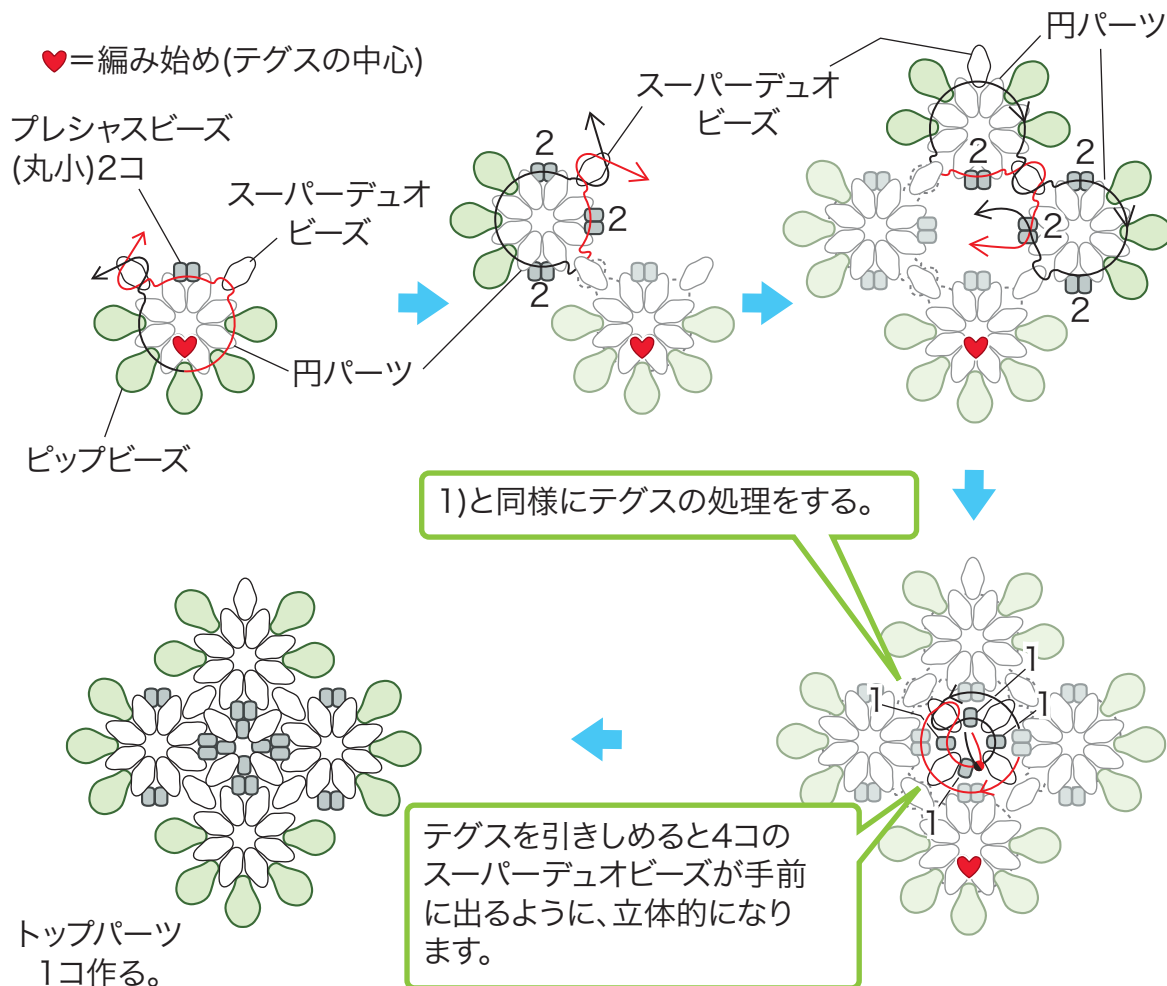 ♥=編み始め(テグスの中心)
プレシャスビーズ
(丸小)2コ
スーパーデュオ
ビーズ
円パーツ
ピップビーズ
2
2
2
スーパーデュオ
ビーズ
円パーツ
2
2
2
2
1)と同様にテグスの処理をする。
1
1
1
1
テグスを引きしめると4コの
スーパーデュオビーズが手前
に出るように、立体的になり
ます。
トップパーツ
1コ作る。